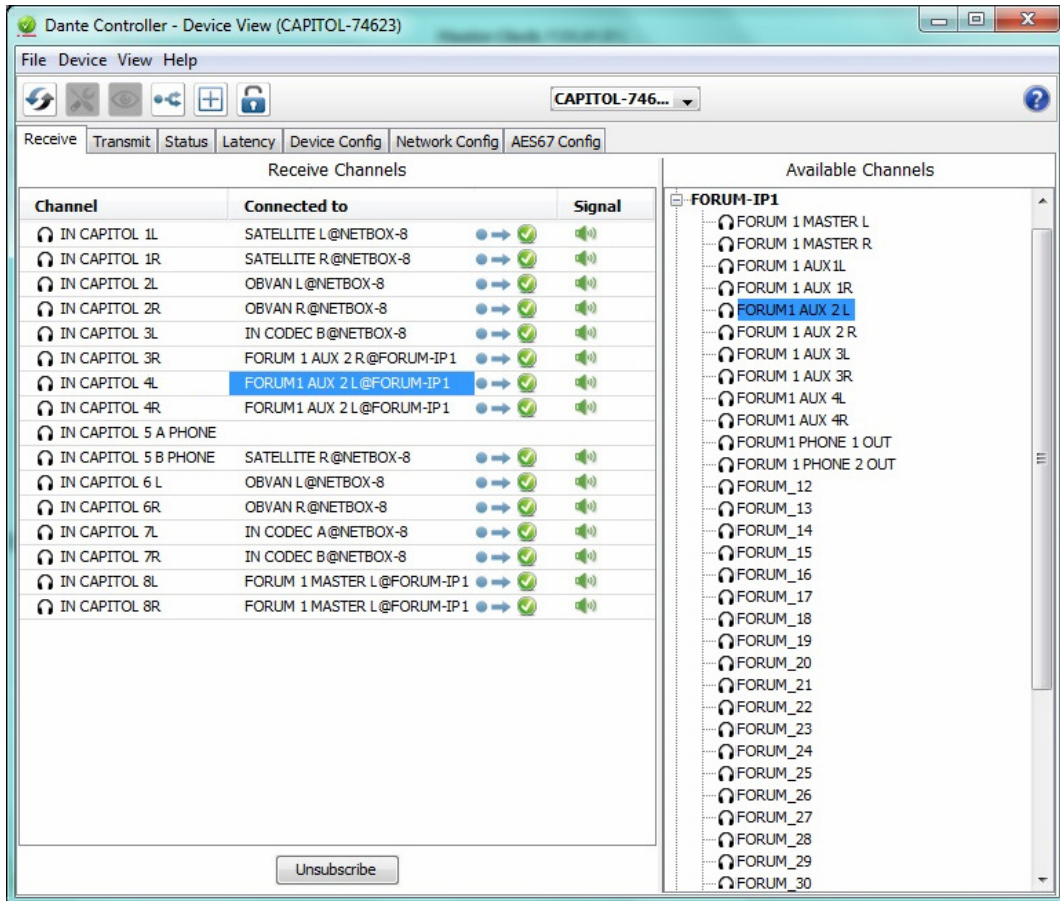 Dante Controller - Device View (CAPITOL-74623)
File Device View Help
CAPITOL-746...
Receive Transmit Status Latency Device Config Network Config AES67 Config
Receive Channels
Channel Connected to Signal
IN CAPITOL 1L SATELLITE L@NETBOX-8
IN CAPITOL 1R SATELLITE R@NETBOX-8
IN CAPITOL 2L OBVAN L@NETBOX-8
IN CAPITOL 2R OBVAN R@NETBOX-8
IN CAPITOL 3L IN CODEC B@NETBOX-8
IN CAPITOL 3R FORUM 1 AUX 2 R@FORUM-IP1
IN CAPITOL 4L FORUM1 AUX 2 L@FORUM-IP1
IN CAPITOL 4R FORUM1 AUX 2 L@FORUM-IP1
IN CAPITOL 5 A PHONE
IN CAPITOL 5 B PHONE SATELLITE R@NETBOX-8
IN CAPITOL 6 L OBVAN L@NETBOX-8
IN CAPITOL 6R OBVAN R@NETBOX-8
IN CAPITOL 7L IN CODEC A@NETBOX-8
IN CAPITOL 7R IN CODEC B@NETBOX-8
IN CAPITOL 8L FORUM 1 MASTER L@FORUM-IP1
IN CAPITOL 8R FORUM 1 MASTER L@FORUM-IP1
Unsubscribe
Available Channels
FORUM-IP1
FORUM 1 MASTER L
FORUM 1 MASTER R
FORUM 1 AUX 1L
FORUM 1 AUX 1R
FORUM1 AUX 2 L
FORUM 1 AUX 2 R
FORUM 1 AUX 3L
FORUM 1 AUX 3R
FORUM1 AUX 4L
FORUM1 AUX 4R
FORUM1 PHONE 1 OUT
FORUM 1 PHONE 2 OUT
FORUM_12
FORUM_13
FORUM_14
FORUM_15
FORUM_16
FORUM_17
FORUM_18
FORUM_19
FORUM_20
FORUM_21
FORUM_22
FORUM_23
FORUM_24
FORUM_25
FORUM_26
FORUM_27
FORUM_28
FORUM_29
FORUM_30